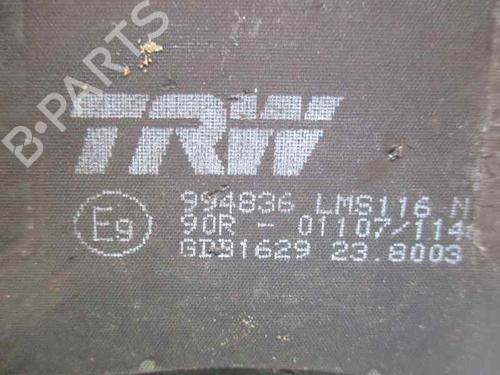 B-PARTS
TRW
E9
994836 LMS116 N
90R - 01107/114
GDB1629 23.8003